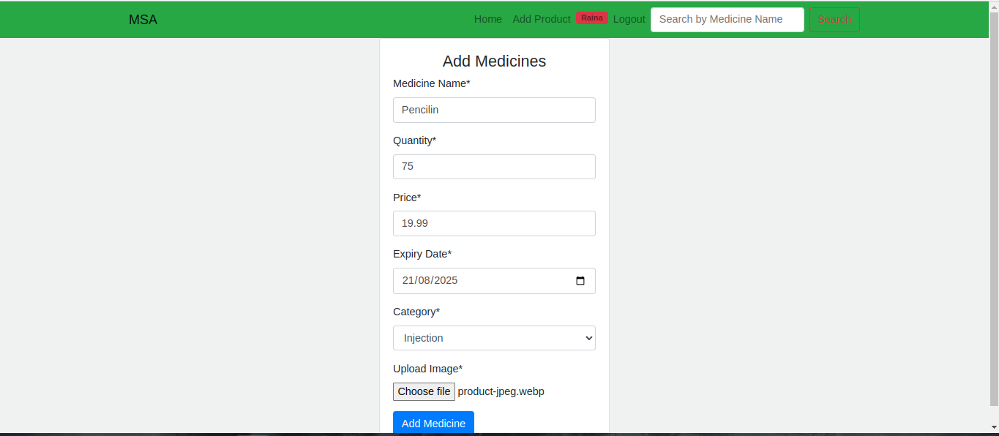 MSA Home Add Product Raina Logout Search by Medicine Name Search
Add Medicines
Medicine Name*
Pencilin
Quantity*
75
Price*
19.99
Expiry Date*
21/08/2025
Category*
Injection
Upload Image*
Choose file product-jpeg.webp
Add Medicine